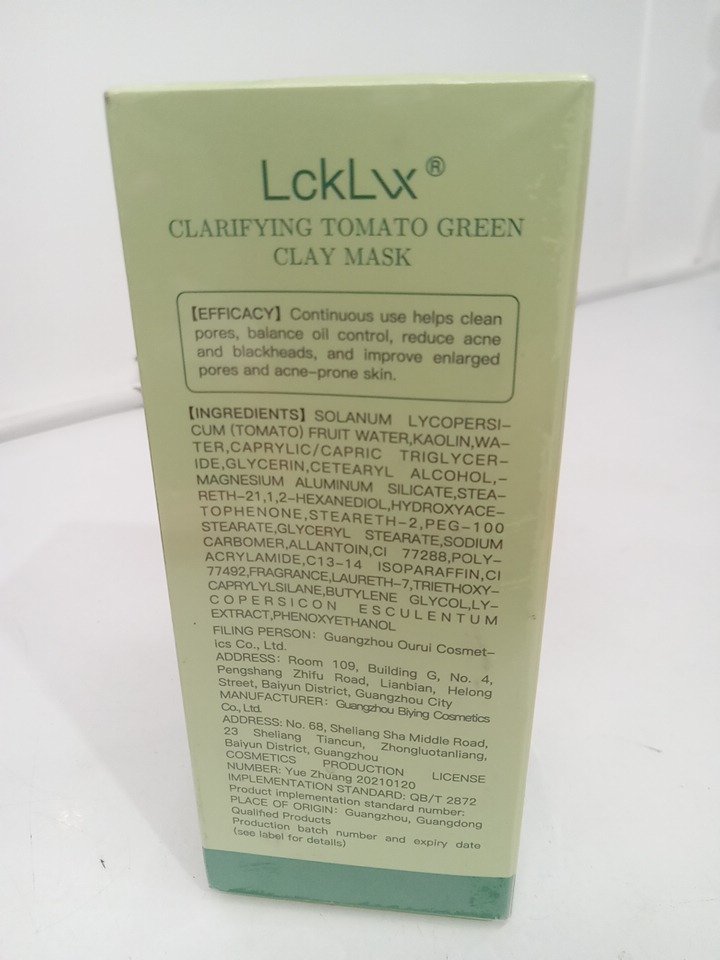 LckLvx®
CLARIFYING TOMATO GREEN
CLAY MASK
【EFFICACY】 Continuous use helps clean
pores, balance oil control, reduce acne
and blackheads, and improve enlarged
pores and acne-prone skin.
【INGREDIENTS】 SOLANUM LYCOPERSI-
CUM (TOMATO) FRUIT WATER,KAOLIN,WA-
TER,CAPRYLIC/CAPRIC TRIGLYCER-
IDE,GLYCERIN,CETEARYL ALCOHOL,-
MAGNESIUM ALUMINUM SILICATE,STEA-
RETH-21,1,2-HEXANEDIOL,HYDROXYACE-
TOPHENONE,STEARETH-2,PEG-100
STEARATE,GLYCERYL STEARATE,SODIUM
CARBOMER,ALLANTOIN,CI 77288,POLY-
ACRYLAMIDE,C13-14 ISOPARAFFIN,CI
77492,FRAGRANCE,LAURETH-7,TRIETHOXY-
CAPRYLYLSILANE,BUTYLENE GLYCOL,LY-
COPERSICON ESCULENTUM
EXTRACT,PHENOXYETHANOL
FILING PERSON: Guangzhou Ourui Cosmet-
ics Co., Ltd.
ADDRESS: Room 109, Building G, No. 4,
Pengshang Zhifu Road, Lianbian, Helong
Street, Baiyun District, Guangzhou City
MANUFACTURER: Guangzhou Biying Cosmetics
Co., Ltd.
ADDRESS: No. 68, Sheliang Sha Middle Road,
23 Sheliang Tiancun, Zhongluotanliang,
Baiyun District, Guangzhou
COSMETICS PRODUCTION LICENSE
NUMBER: Yue Zhuang 20210120
IMPLEMENTATION STANDARD: QB/T 2872
Product implementation standard number:
PLACE OF ORIGIN: Guangzhou, Guangdong
Qualified Products
Production batch number and expiry date
(see label for details)